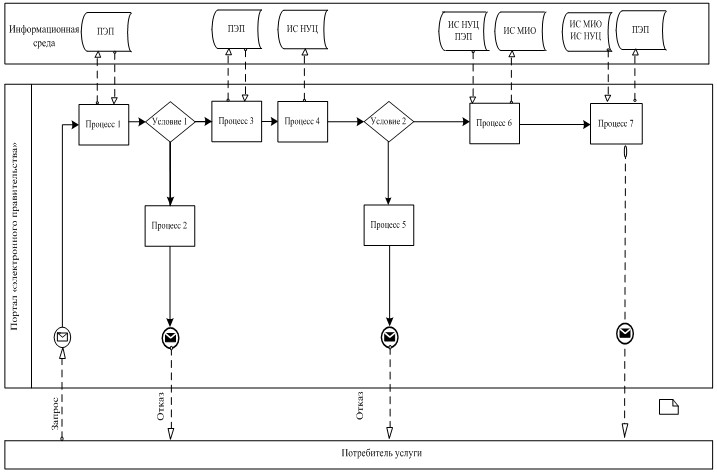 Информационная
среда
ПЭП
ПЭП
ИС НУЦ
ИС НУЦ
ПЭП
ИС МИО
ИС МИО
ИС НУЦ
ПЭП
Портал «электронного правительства»
Процесс 1
Условие 1
Процесс 3
Процесс 4
Условие 2
Процесс 6
Процесс 7
Процесс 2
Процесс 5
Запрос
Отказ
Отказ
Потребитель услуги